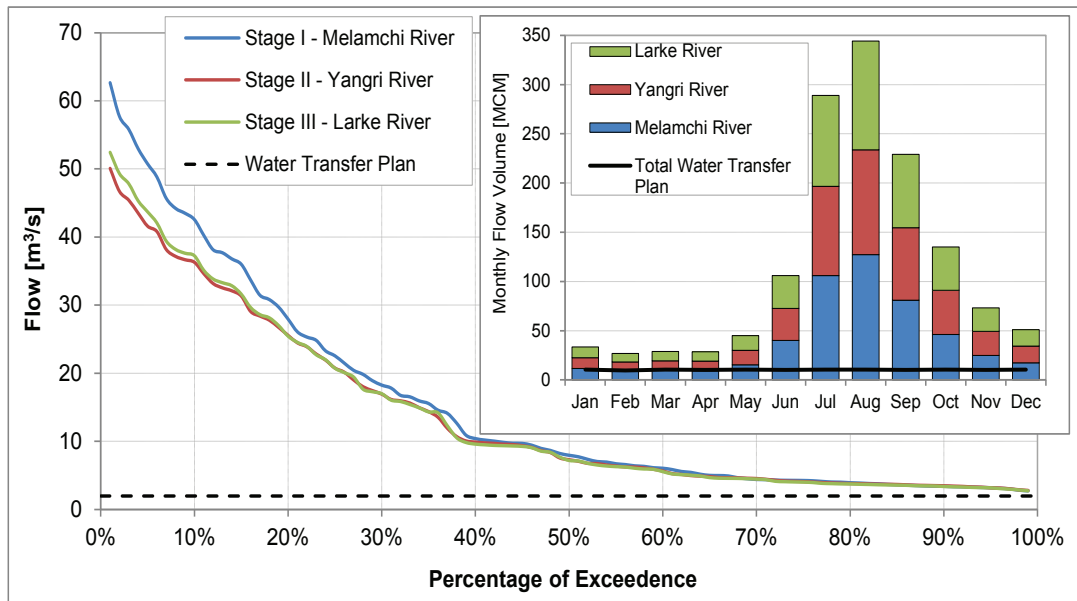 70
60
50
40
30
20
10
0
Flow [m³/s]
Stage I - Melamchi River
Stage II - Yangri River
Stage III - Larke River
Water Transfer Plan
0%
10%
20%
30%
40%
50%
60%
70%
80%
90%
100%
Percentage of Exceedence
350
300
250
200
150
100
50
0
Monthly Flow Volume [MCM]
Larke River
Yangri River
Melamchi River
Total Water Transfer
Plan
Jan
Feb
Mar
Apr
May
Jun
Jul
Aug
Sep
Oct
Nov
Dec